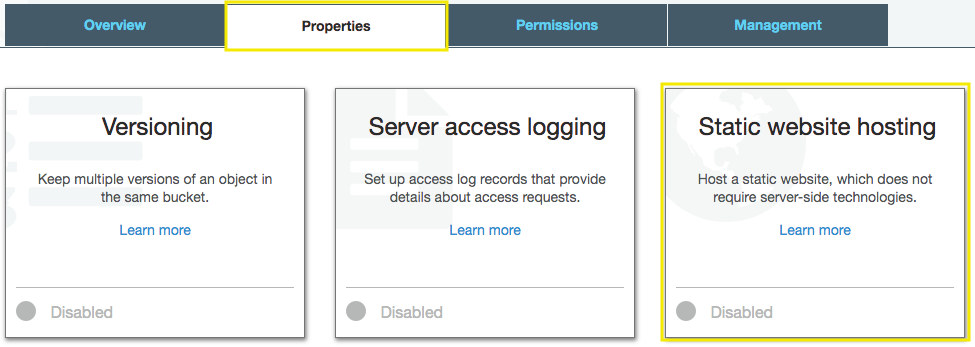 Overview Properties Permissions Management
Versioning
Keep multiple versions of an object in
the same bucket.
Learn more
Disabled
Server access logging
Set up access log records that provide
details about access requests.
Learn more
Disabled
Static website hosting
Host a static website, which does not
require server-side technologies.
Learn more
Disabled